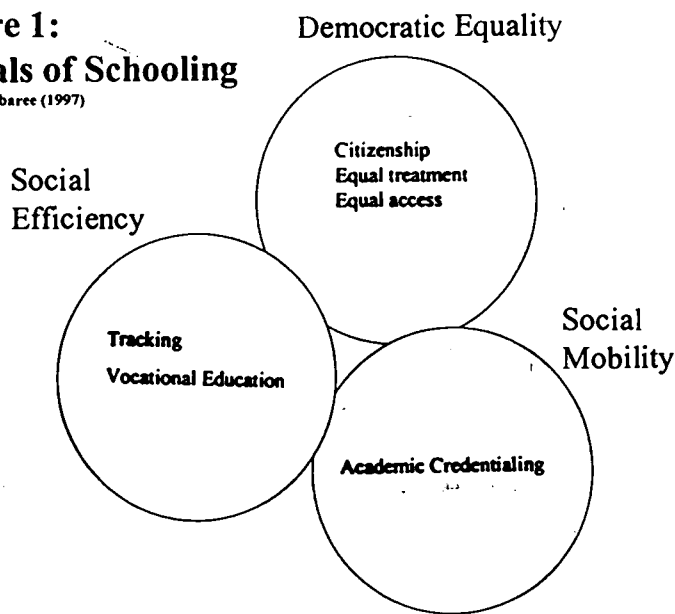 re 1:
als of Schooling
baree (1997)
Democratic Equality
Citizenship
Equal treatment
Equal access
Social
Efficiency
Tracking
Vocational Education
Social
Mobility
Academic Credentialing